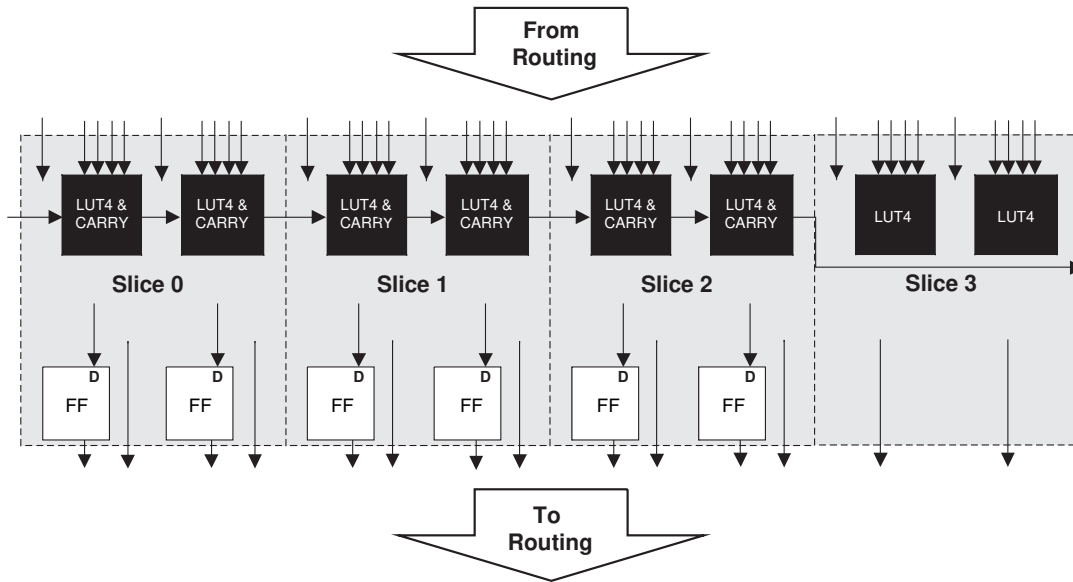 From
Routing
LUT4 &
CARRY
LUT4 &
CARRY
LUT4 &
CARRY
LUT4 &
CARRY
LUT4 &
CARRY
LUT4 &
CARRY
LUT4
LUT4
Slice 0
Slice 1
Slice 2
Slice 3
D
FF
D
FF
D
FF
D
FF
D
FF
D
FF
To
Routing